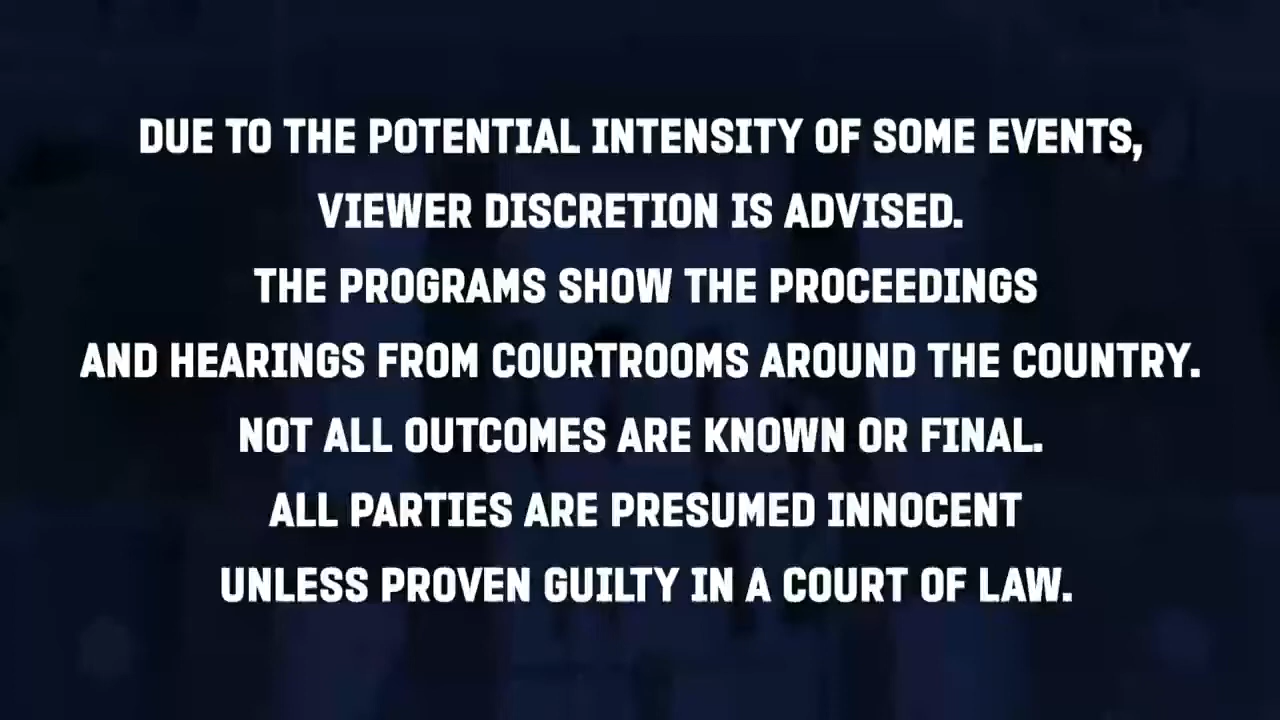 DUE TO THE POTENTIAL INTENSITY OF SOME EVENTS,
VIEWER DISCRETION IS ADVISED.
THE PROGRAMS SHOW THE PROCEEDINGS
AND HEARINGS FROM COURTROOMS AROUND THE COUNTRY.
NOT ALL OUTCOMES ARE KNOWN OR FINAL.
ALL PARTIES ARE PRESUMED INNOCENT
UNLESS PROVEN GUILTY IN A COURT OF LAW.